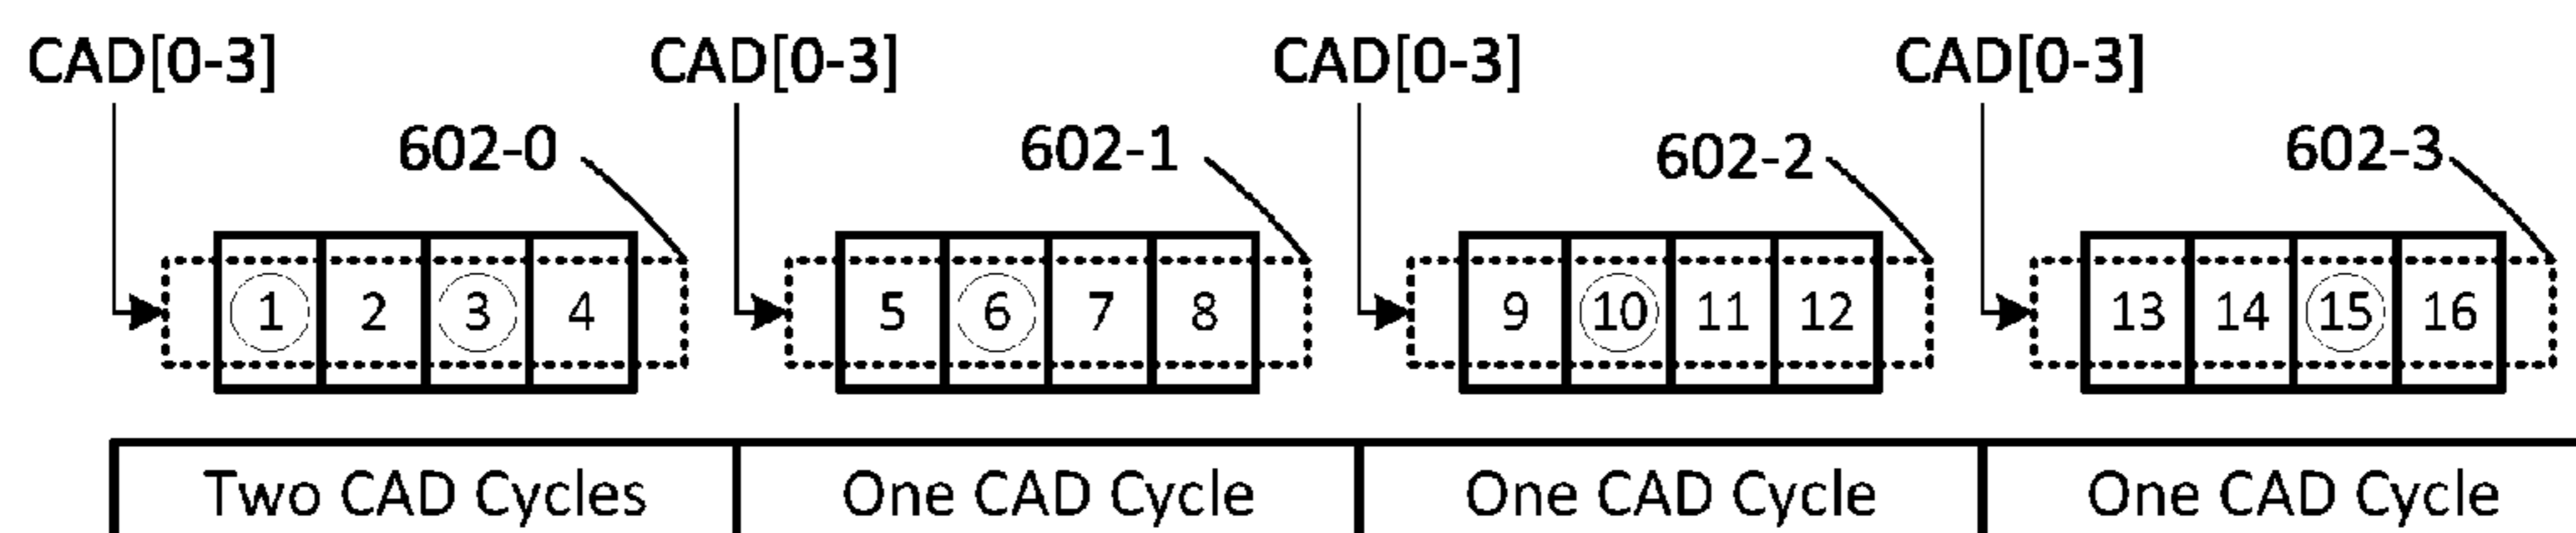 CAD[0-3] CAD[0-3] CAD[0-3] CAD[0-3]
602-0 602-1 602-2 602-3
1 2 3 4 5 6 7 8 9 10 11 12 13 14 15 16
Two CAD Cycles One CAD Cycle One CAD Cycle One CAD Cycle